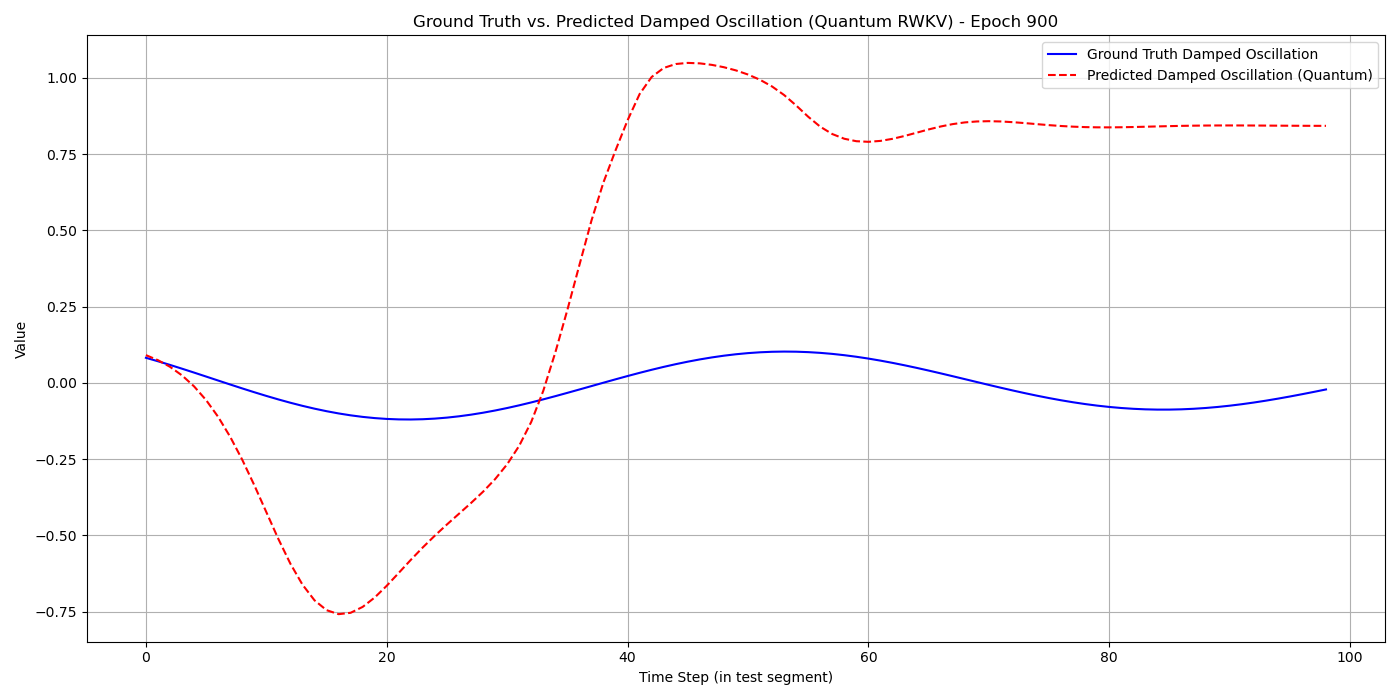 Ground Truth vs. Predicted Damped Oscillation (Quantum RWKV) - Epoch 900
Ground Truth Damped Oscillation
Predicted Damped Oscillation (Quantum)
Value
1.00
0.75
0.50
0.25
0.00
−0.25
−0.50
−0.75
0 20 40 60 80 100
Time Step (in test segment)